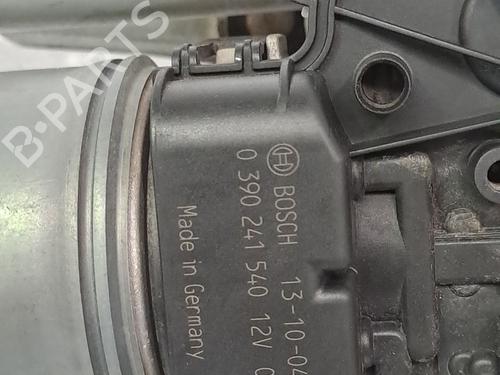 B-PARTS
BOSCH 13-10-04
0 390 241 540 12V
Made in Germany